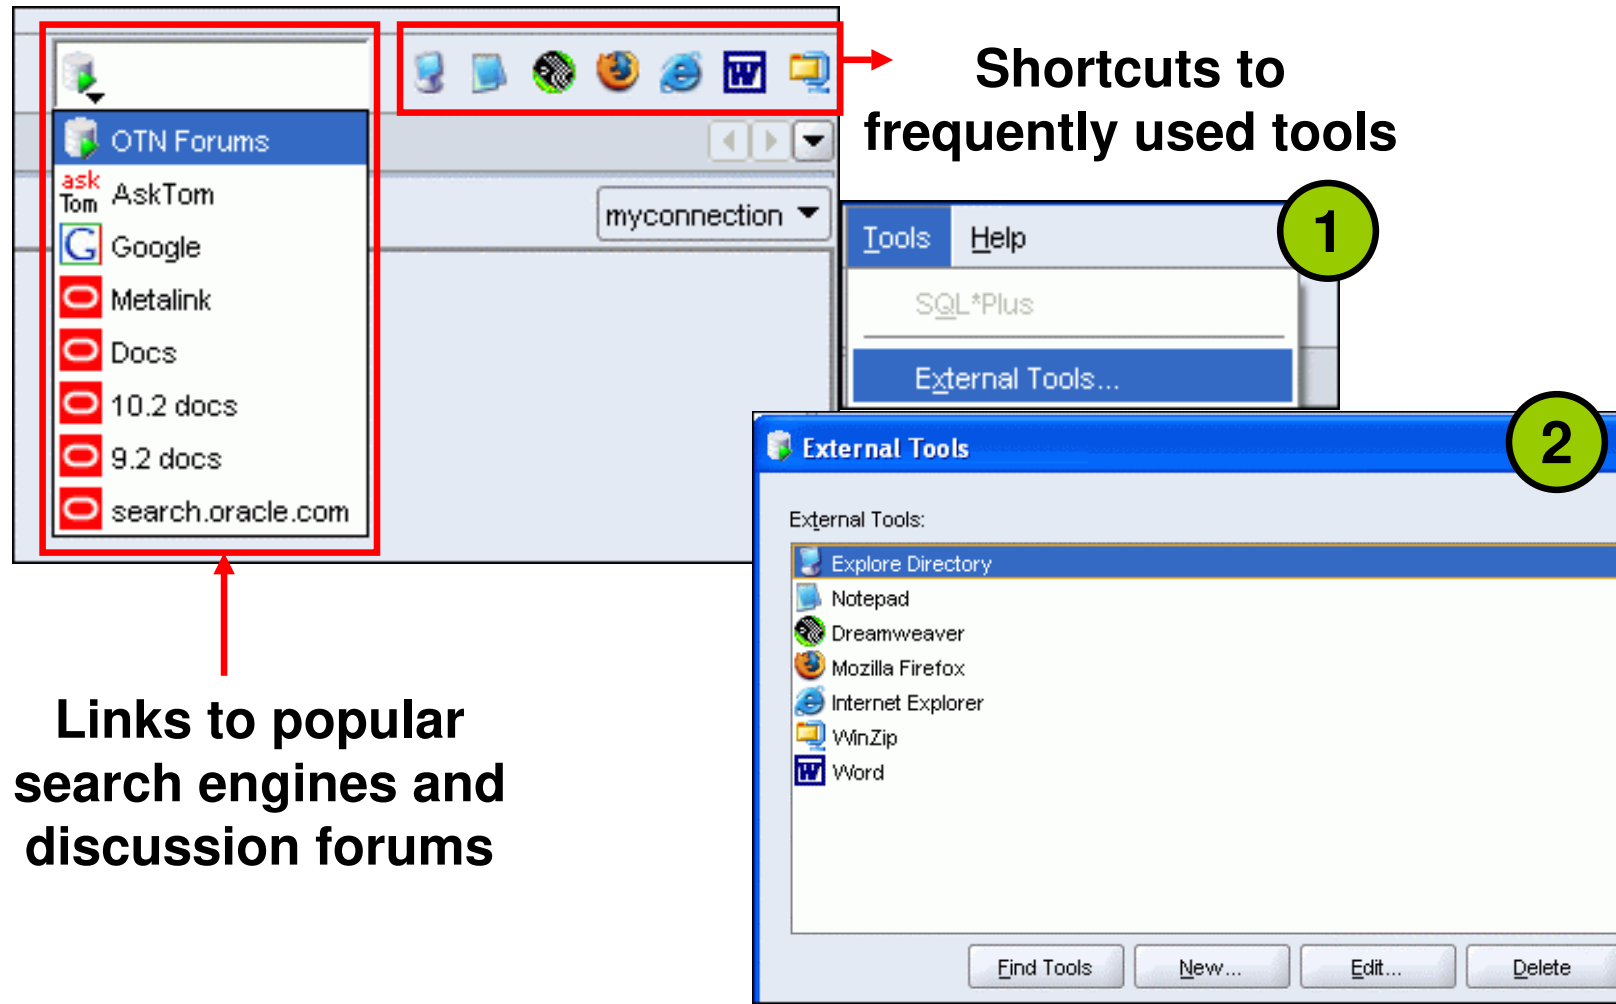 OTN Forums
ask
Tom AskTom
G Google
Metalink
Docs
10.2 docs
9.2 docs
search.oracle.com
W
myconnection
Shortcuts to
frequently used tools
Links to popular
search engines and
discussion forums
1
Tools Help
SQL*Plus
External Tools...
2
External Tools
External Tools:
Explore Directory
Notepad
Dreamweaver
Mozilla Firefox
Internet Explorer
WinZip
W Word
Find Tools New... Edit... Delete